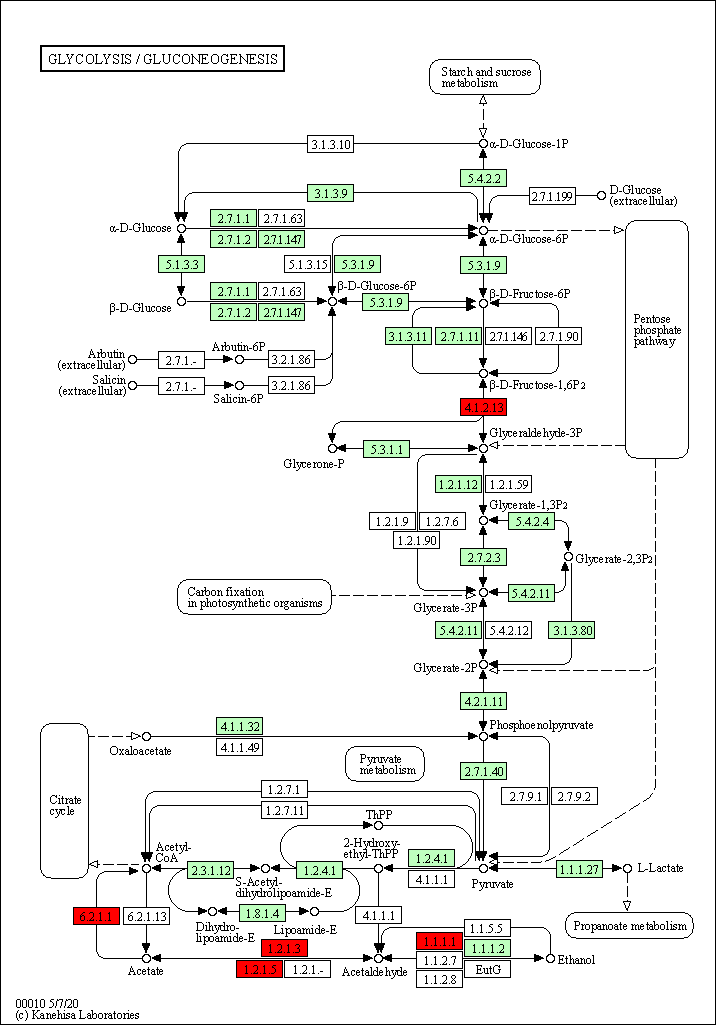 GLYCOLYSIS / GLUCONEOGENESIS
Starch and sucrose
metabolism
3.1.3.10
α-D-Glucose-1P
5.4.2.2
3.1.3.9
2.7.1.199
D-Glucose
(extracellular)
α-D-Glucose
2.7.1.1
2.7.1.63
2.7.1.2
2.7.1.147
α-D-Glucose-6P
5.1.3.3
5.1.3.15
5.3.1.9
5.3.1.9
β-D-Glucose
2.7.1.1
2.7.1.63
2.7.1.2
2.7.1.147
β-D-Glucose-6P
5.3.1.9
β-D-Fructose-6P
Pentose
phosphate
pathway
3.1.3.11
2.7.1.11
2.7.1.146
2.7.1.90
Arbutin
(extracellular)
2.7.1.-
Arbutin-6P
3.2.1.86
Salicin
(extracellular)
2.7.1.-
Salicin-6P
3.2.1.86
β-D-Fructose-1,6P2
4.1.2.13
Glyceraldehyde-3P
Glycerone-P
5.3.1.1
1.2.1.12
1.2.1.59
Glycerate-1,3P2
1.2.1.9
1.2.7.6
1.2.1.90
5.4.2.4
2.7.2.3
Glycerate-2,3P2
Carbon fixation
in photosynthetic organisms
Glycerate-3P
5.4.2.11
5.4.2.11
5.4.2.12
3.1.3.80
Glycerate-2P
4.2.1.11
4.1.1.32
4.1.1.49
Oxaloacetate
Phosphoenolpyruvate
Pyruvate
metabolism
2.7.1.40
Citrate
cycle
1.2.7.1
1.2.7.11
2.7.9.1
2.7.9.2
ThPP
Acetyl-
CoA
2-Hydroxy-
ethyl-ThPP
2.3.1.12
1.2.4.1
1.2.4.1
4.1.1.1
S-Acetyl-
dihydrolipoamide-E
Pyruvate
1.1.1.27
L-Lactate
6.2.1.1
6.2.1.13
1.8.1.4
Dihydro-
lipoamide-E
Lipoamide-E
4.1.1.1
Propanoate metabolism
1.2.1.3
1.2.1.5
1.2.1.-
Acetate
Acetaldehyde
1.1.5.5
1.1.1.1
1.1.1.2
1.1.2.7
EutG
1.1.2.8
Ethanol
00010 5/7/20
(c) Kanehisa Laboratories